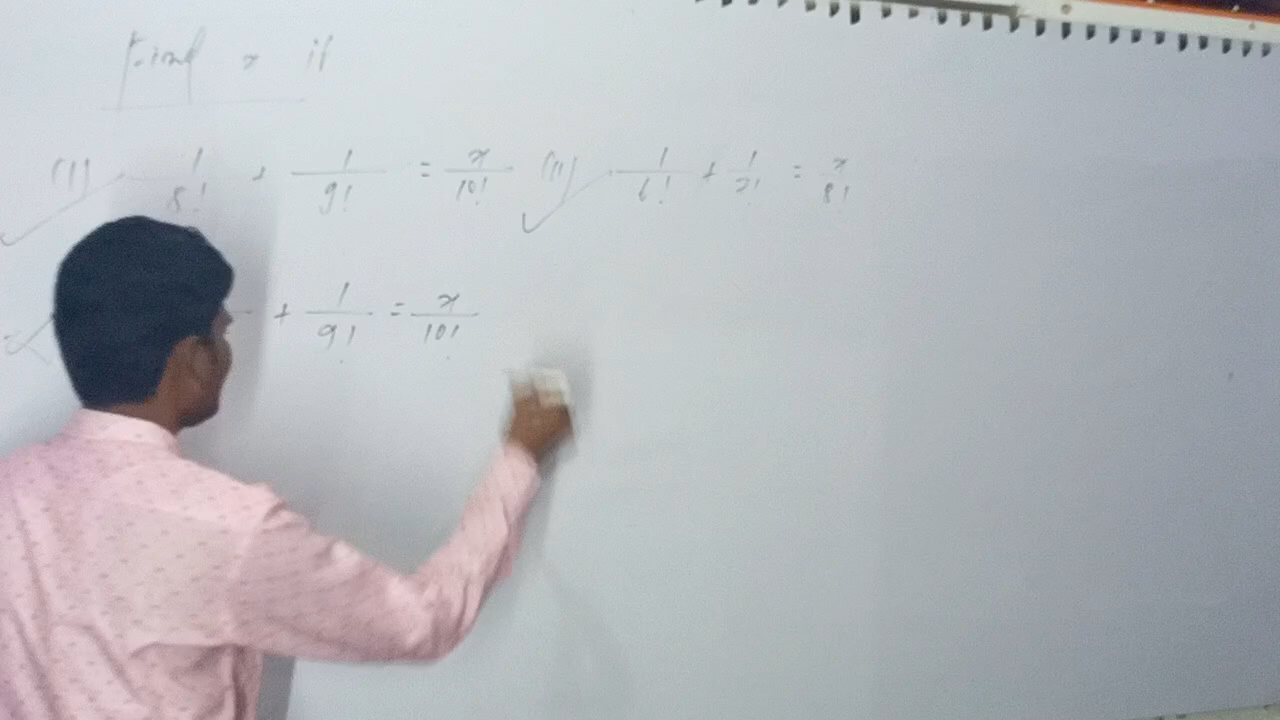 Find x if
(i) 1/8! + 1/9! = x/10! (ii) 1/6! + 1/7! = x/8!
+ 1/9! = x/10!